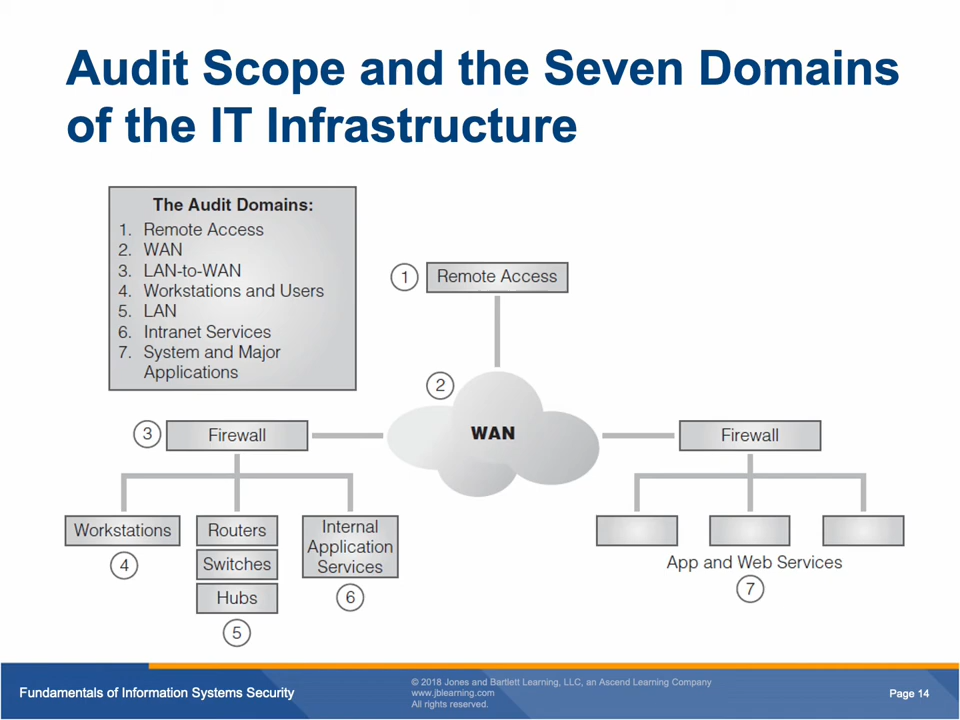 Audit Scope and the Seven Domains
of the IT Infrastructure
The Audit Domains:
1. Remote Access
2. WAN
3. LAN-to-WAN
4. Workstations and Users
5. LAN
6. Intranet Services
7. System and Major
Applications
1 Remote Access
2
WAN
3 Firewall
Firewall
Workstations
4
Routers
Switches
Hubs
5
Internal
Application
Services
6
App and Web Services
7
Fundamentals of Information Systems Security
© 2018 Jones and Bartlett Learning, LLC, an Ascend Learning Company
www.jblearning.com
All rights reserved.
Page 14